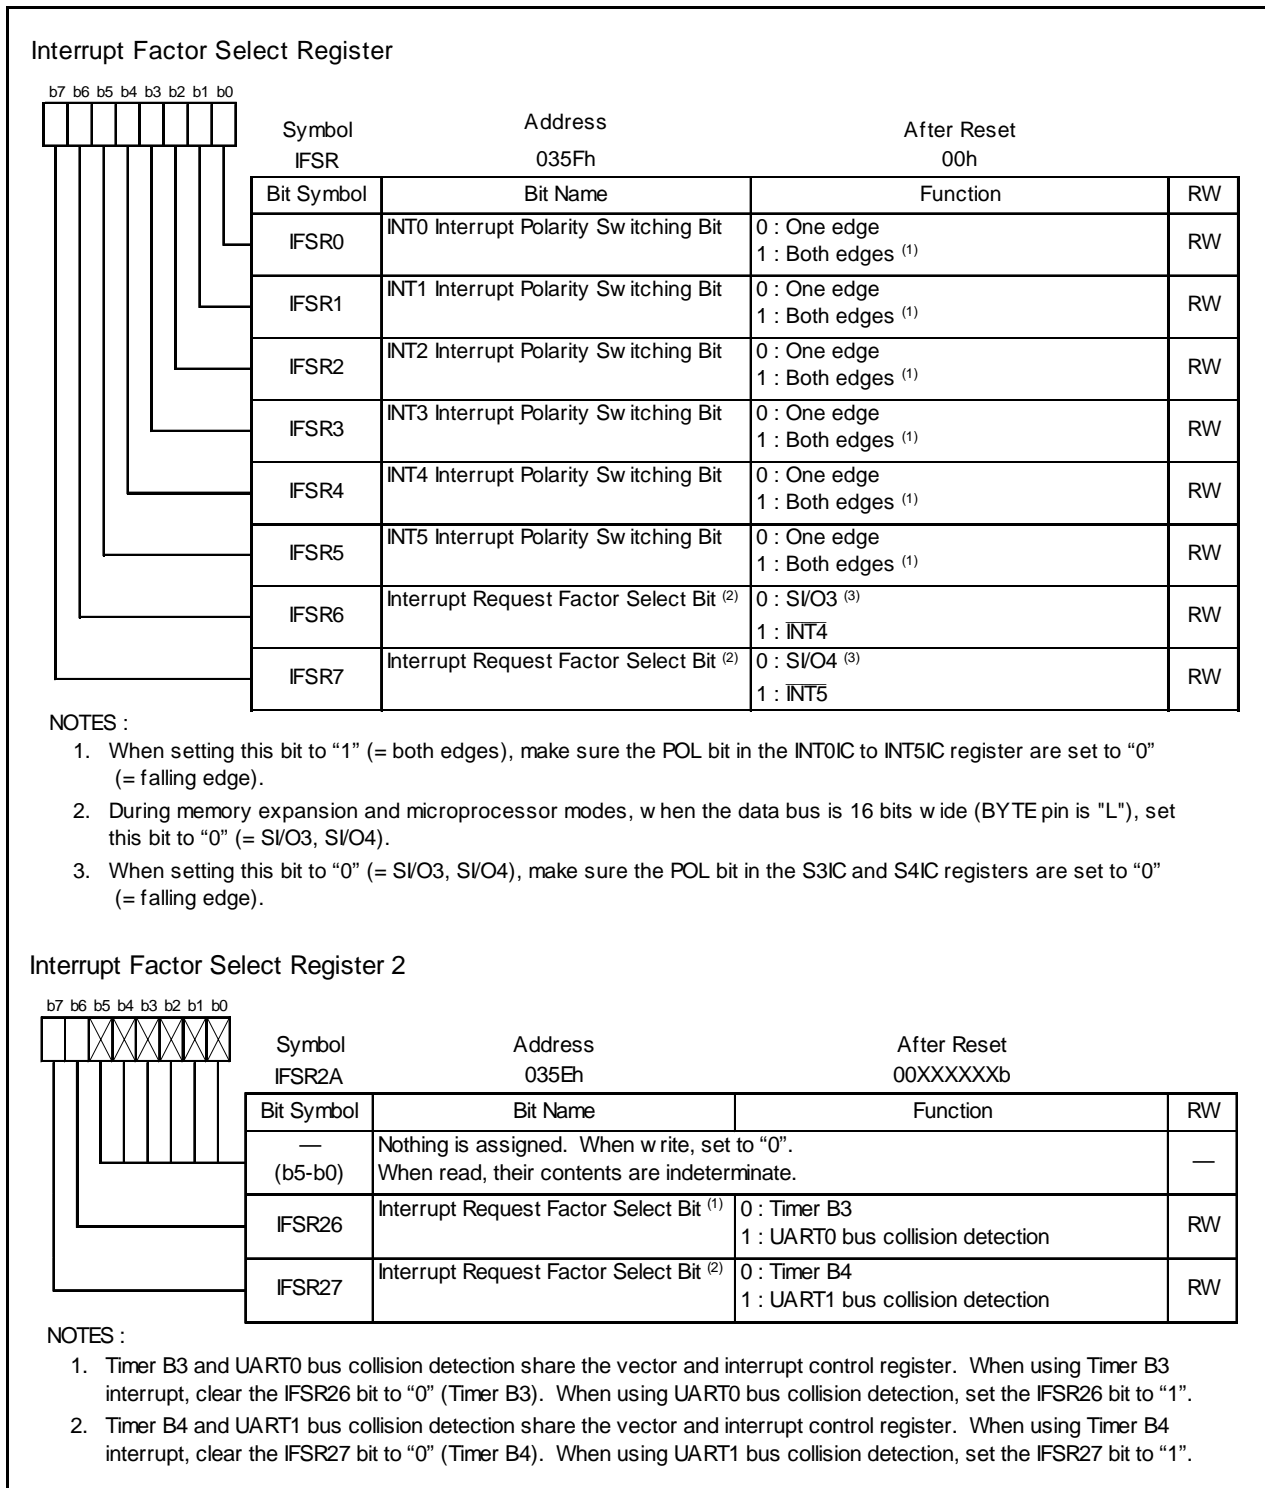 Interrupt Factor Select Register
b7 b6 b5 b4 b3 b2 b1 b0
Symbol Address After Reset
IFSR 035Fh 00h
Bit Symbol Bit Name Function RW
IFSR0 INT0 Interrupt Polarity Switching Bit 0 : One edge RW
1 : Both edges (1)
IFSR1 INT1 Interrupt Polarity Switching Bit 0 : One edge RW
1 : Both edges (1)
IFSR2 INT2 Interrupt Polarity Switching Bit 0 : One edge RW
1 : Both edges (1)
IFSR3 INT3 Interrupt Polarity Switching Bit 0 : One edge RW
1 : Both edges (1)
IFSR4 INT4 Interrupt Polarity Switching Bit 0 : One edge RW
1 : Both edges (1)
IFSR5 INT5 Interrupt Polarity Switching Bit 0 : One edge RW
1 : Both edges (1)
IFSR6 Interrupt Request Factor Select Bit (2) 0 : SI/O3 (3) RW
1 : INT4
IFSR7 Interrupt Request Factor Select Bit (2) 0 : SI/O4 (3) RW
1 : INT5
NOTES :
1. When setting this bit to “1” (= both edges), make sure the POL bit in the INT0IC to INT5IC register are set to “0”
(= falling edge).
2. During memory expansion and microprocessor modes, when the data bus is 16 bits wide (BYTE pin is "L"), set
this bit to “0” (= SI/O3, SI/O4).
3. When setting this bit to “0” (= SI/O3, SI/O4), make sure the POL bit in the S3IC and S4IC registers are set to “0”
(= falling edge).
Interrupt Factor Select Register 2
b7 b6 b5 b4 b3 b2 b1 b0
Symbol Address After Reset
IFSR2A 035Eh 00XXXXXXb
Bit Symbol Bit Name Function RW
— Nothing is assigned. When write, set to “0”. —
(b5-b0) When read, their contents are indeterminate.
IFSR26 Interrupt Request Factor Select Bit (1) 0 : Timer B3 RW
1 : UART0 bus collision detection
IFSR27 Interrupt Request Factor Select Bit (2) 0 : Timer B4 RW
1 : UART1 bus collision detection
NOTES :
1. Timer B3 and UART0 bus collision detection share the vector and interrupt control register. When using Timer B3
interrupt, clear the IFSR26 bit to “0” (Timer B3). When using UART0 bus collision detection, set the IFSR26 bit to “1”.
2. Timer B4 and UART1 bus collision detection share the vector and interrupt control register. When using Timer B4
interrupt, clear the IFSR27 bit to “0” (Timer B4). When using UART1 bus collision detection, set the IFSR27 bit to “1”.